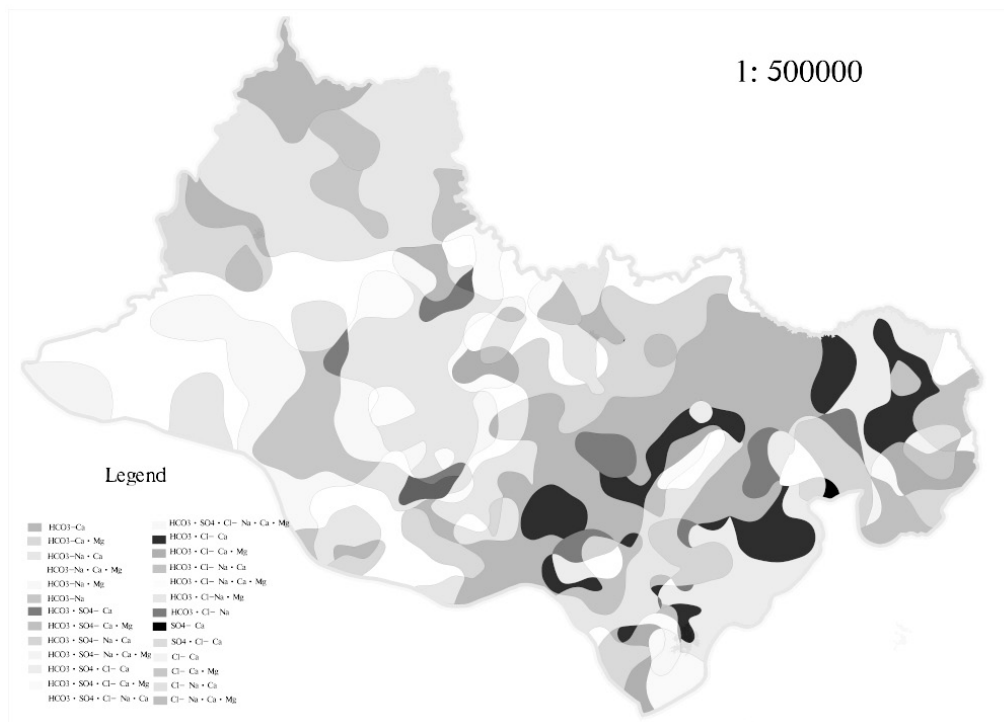 1: 500000
Legend
HCO3-Ca
HCO3-Ca·Mg
HCO3-Na·Ca
HCO3-Na·Ca·Mg
HCO3-Na·Mg
HCO3-Na
HCO3·SO4- Ca
HCO3·SO4- Ca·Mg
HCO3·SO4- Na·Ca
HCO3·SO4- Na·Ca·Mg
HCO3·SO4·Cl- Ca
HCO3·SO4·Cl- Ca·Mg
HCO3·SO4·Cl- Na·Ca
HCO3·SO4·Cl- Na·Ca·Mg
HCO3·Cl- Ca
HCO3·Cl- Ca·Mg
HCO3·Cl- Na·Ca
HCO3·Cl- Na·Ca·Mg
HCO3·Cl-Na·Mg
HCO3·Cl- Na
SO4- Ca
SO4·Cl- Ca
Cl- Ca
Cl- Ca·Mg
Cl- Na·Ca
Cl- Na·Ca·Mg